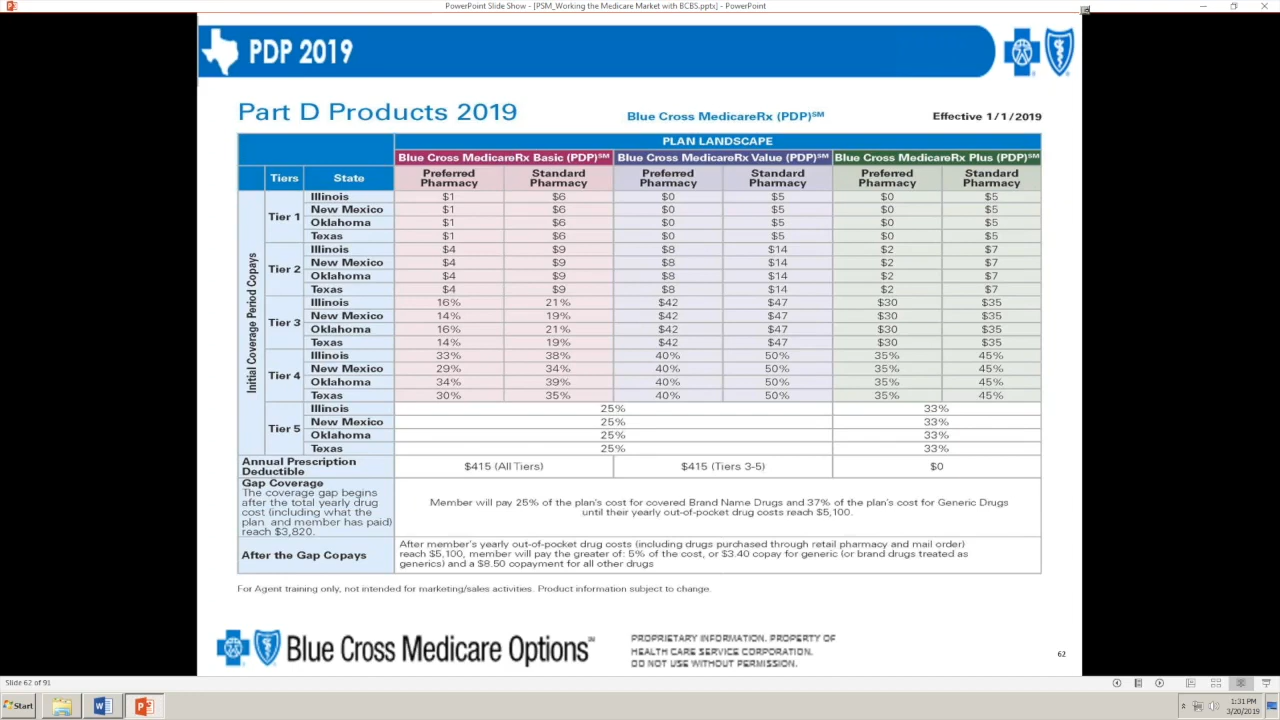 PowerPoint Slide Show - [PSM_Working the Medicare Market with BCBS.pptx] - PowerPoint
PDP 2019
Part D Products 2019
Blue Cross MedicareRx (PDP)SM
Effective 1/1/2019
PLAN LANDSCAPE
Blue Cross MedicareRx Basic (PDP)SM Blue Cross MedicareRx Value (PDP)SM Blue Cross MedicareRx Plus (PDP)SM
Tiers State Preferred Pharmacy Standard Pharmacy Preferred Pharmacy Standard Pharmacy Preferred Pharmacy Standard Pharmacy
Initial Coverage Period Copays
Tier 1
Illinois $1 $6 $0 $5 $0 $5
New Mexico $1 $6 $0 $5 $0 $5
Oklahoma $1 $6 $0 $5 $0 $5
Texas $1 $6 $0 $5 $0 $5
Tier 2
Illinois $4 $9 $8 $14 $2 $7
New Mexico $4 $9 $8 $14 $2 $7
Oklahoma $4 $9 $8 $14 $2 $7
Texas $4 $9 $8 $14 $2 $7
Tier 3
Illinois 16% 21% $42 $47 $30 $35
New Mexico 14% 19% $42 $47 $30 $35
Oklahoma 16% 21% $42 $47 $30 $35
Texas 14% 19% $42 $47 $30 $35
Tier 4
Illinois 33% 38% 40% 50% 35% 45%
New Mexico 29% 34% 40% 50% 35% 45%
Oklahoma 34% 39% 40% 50% 35% 45%
Texas 30% 35% 40% 50% 35% 45%
Tier 5
Illinois 25% 33%
New Mexico 25% 33%
Oklahoma 25% 33%
Texas 25% 33%
Annual Prescription
Deductible
$415 (All Tiers) $415 (Tiers 3-5) $0
Gap Coverage
The coverage gap begins
after the total yearly drug
cost (including what the
plan and member has paid)
reach $3,820.
Member will pay 25% of the plan's cost for covered Brand Name Drugs and 37% of the plan's cost for Generic Drugs
until their yearly out-of-pocket drug costs reach $5,100.
After the Gap Copays
After member's yearly out-of-pocket drug costs (including drugs purchased through retail pharmacy and mail order)
reach $5,100, member will pay the greater of: 5% of the cost, or $3.40 copay for generic (or brand drugs treated as
generics) and a $8.50 copayment for all other drugs
For Agent training only, not intended for marketing/sales activities. Product information subject to change.
Blue Cross Medicare Options SM
PROPRIETARY INFORMATION. PROPERTY OF
HEALTH CARE SERVICE CORPORATION.
DO NOT USE WITHOUT PERMISSION.
62
Slide 62 of 91
Start
1:31 PM
3/20/2019